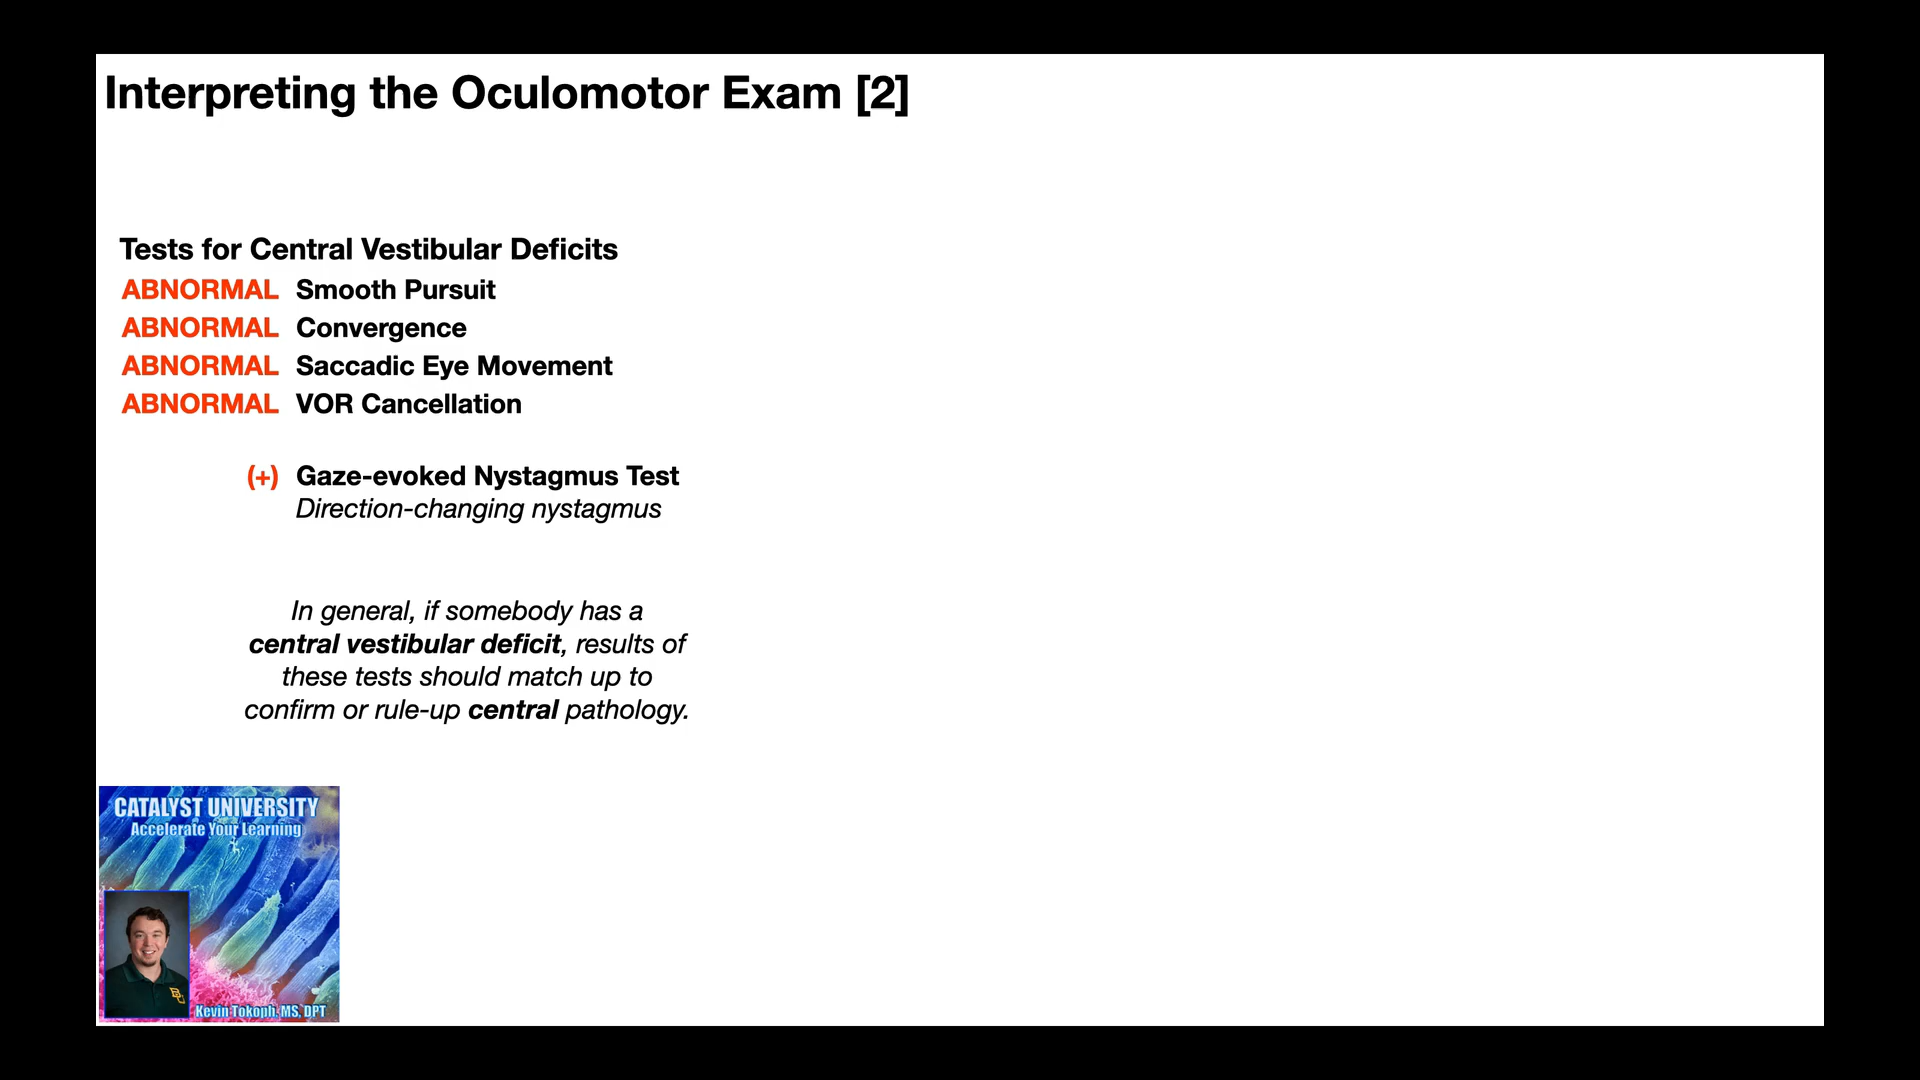 Interpreting the Oculomotor Exam [2]
Tests for Central Vestibular Deficits
ABNORMAL Smooth Pursuit
ABNORMAL Convergence
ABNORMAL Saccadic Eye Movement
ABNORMAL VOR Cancellation
(+) Gaze-evoked Nystagmus Test
Direction-changing nystagmus
In general, if somebody has a
central vestibular deficit, results of
these tests should match up to
confirm or rule-up central pathology.
CATALYST UNIVERSITY
Accelerate Your Learning
BU
Kevin Tokoph, MS, DPT